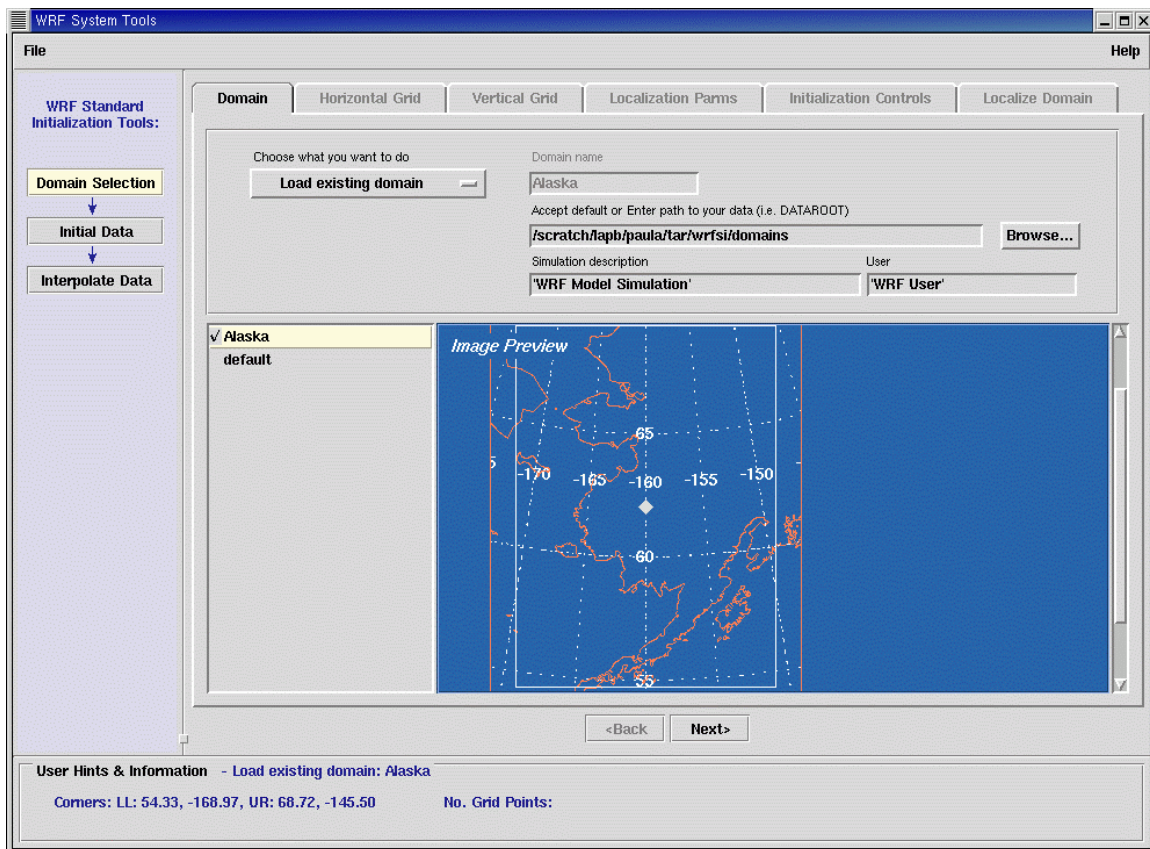 WRF System Tools
File
Help
WRF Standard
Initialization Tools:
Domain Selection
Initial Data
Interpolate Data
Domain
Horizontal Grid
Vertical Grid
Localization Parms
Initialization Controls
Localize Domain
Choose what you want to do
Load existing domain
Domain name
Alaska
Accept default or Enter path to your data (i.e. DATAROOT)
/scratch/lapb/paula/tar/wrfsi/domains
Browse...
Simulation description
User
'WRF Model Simulation'
'WRF User'
√ Alaska
default
Image Preview
65
5
-170
-165
-160
-155
-150
60
55
<Back
Next>
User Hints & Information - Load existing domain: Alaska
Corners: LL: 54.33, -168.97, UR: 68.72, -145.50
No. Grid Points: